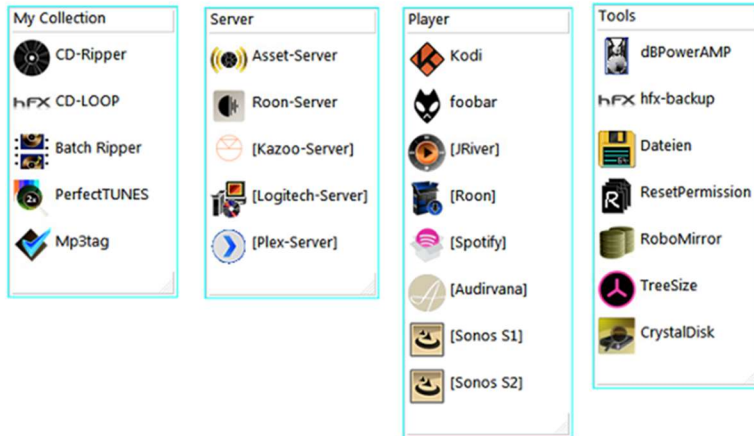 My Collection
CD-Ripper
hFX CD-LOOP
Batch Ripper
PerfectTUNES
Mp3tag
Server
Asset-Server
Roon-Server
[Kazoo-Server]
[Logitech-Server]
[Plex-Server]
Player
Kodi
foobar
[JRiver]
[Roon]
[Spotify]
[Audirvana]
[Sonos S1]
[Sonos S2]
Tools
dBPowerAMP
hFX hfx-backup
Dateien
R ResetPermission
RoboMirror
TreeSize
CrystalDisk